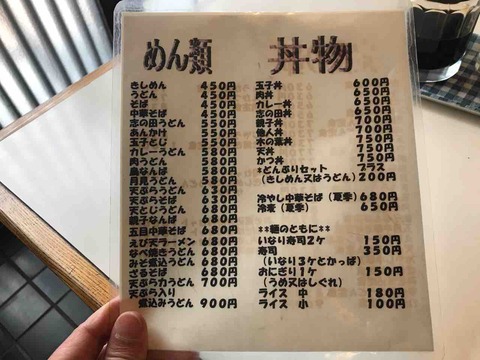 めん類
きしめん 450円
うどん 450円
そば 450円
中華そば 450円
志の田うどん 500円
あんかけ 550円
玉子とじ 550円
カレーうどん 580円
肉うどん 580円
鳥なんば 580円
月見うどん 580円
天ぷらうどん 630円
天ぷらそば 630円
天とじうどん 680円
親子なんば 680円
五目中華そば 680円
えび天ラーメン 680円
なべ焼きうどん 680円
みそ煮込うどん 680円
ざるそば 680円
天ぷら力うどん 700円
天ぷら入り
煮込みうどん 900円
丼物
玉子丼 600円
肉丼 650円
カレー丼 650円
志の田丼 650円
親子丼 700円
他人丼 700円
木の葉丼 750円
天丼 750円
かつ丼 750円
*どんぶりセット プラス
(きしめん又はうどん)200円
冷やし中華そば(夏季) 680円
冷麦(夏季) 650円
**麺のともに**
いなり寿司2ケ 150円
寿司 350円
(いなり3ケとかっぱ)
おにぎり1ケ 150円
(うめ又はしぐれ)
ライス 中 180円
ライス 小 100円